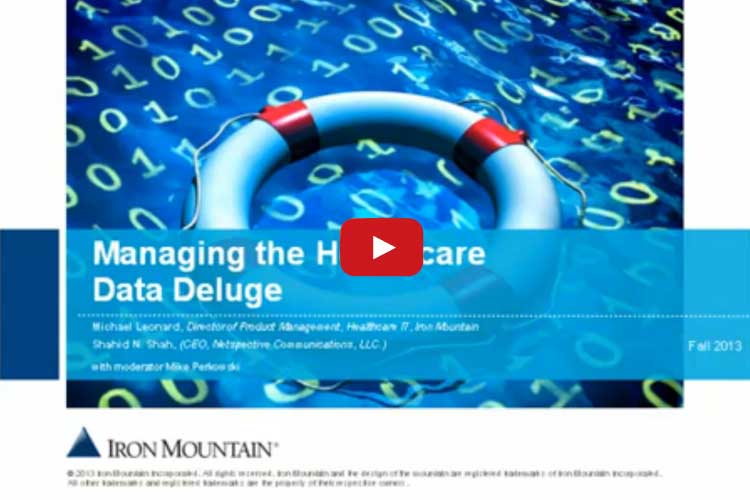 Managing the H care
Data Deluge
Michael Leonard, Director of Product Management, Healthcare IT, Iron Mountain
Shahid N. Shah, (CEO, Netspective Communications, LLC.)
Fall 2013
with moderator Mike Perkowski
IRON MOUNTAIN®
© 2013 Iron Mountain Incorporated. All rights reserved. Iron Mountain and the design of the mountain are registered trademarks of Iron Mountain Incorporated.
All other trademarks and registered trademarks are the property of their respective owners.